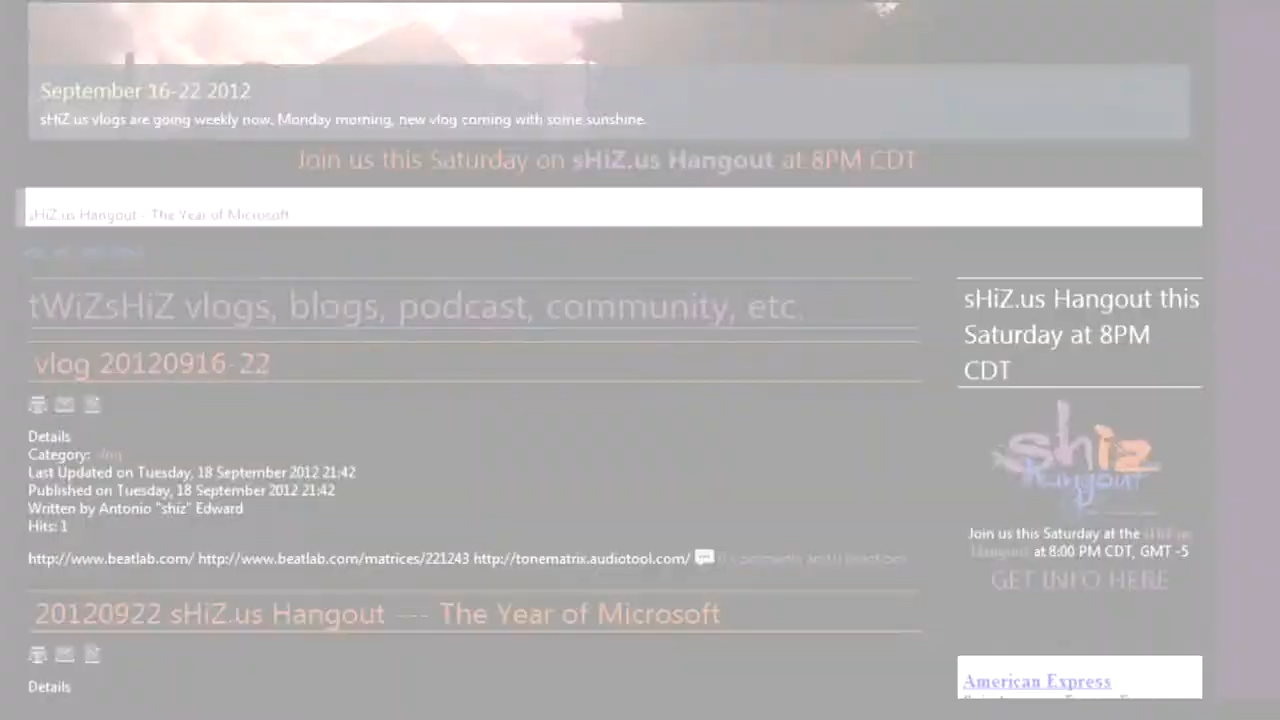 September 16-22 2012
sHiZ.us vlogs are going weekly now. Monday morning, new vlog coming with some sunshine.
Join us this Saturday on sHiZ.us Hangout at 8PM CDT
sHiZ.us Hangout - The Year of Microsoft
tWiZsHiZ vlogs, blogs, podcast, community, etc.
vlog 20120916-22
Details
Category: vlog
Last Updated on Tuesday, 18 September 2012 21:42
Published on Tuesday, 18 September 2012 21:42
Written by Antonio "shiz" Edward
Hits: 1
http://www.beatlab.com/ http://www.beatlab.com/matrices/221243 http://tonematrix.audiotool.com/
20120922 sHiZ.us Hangout --- The Year of Microsoft
Details
sHiZ.us Hangout this
Saturday at 8PM
CDT
shiz
hangout
Join us this Saturday at the sHiZ.us
Hangout at 8:00 PM CDT, GMT -5
GET INFO HERE
American Express